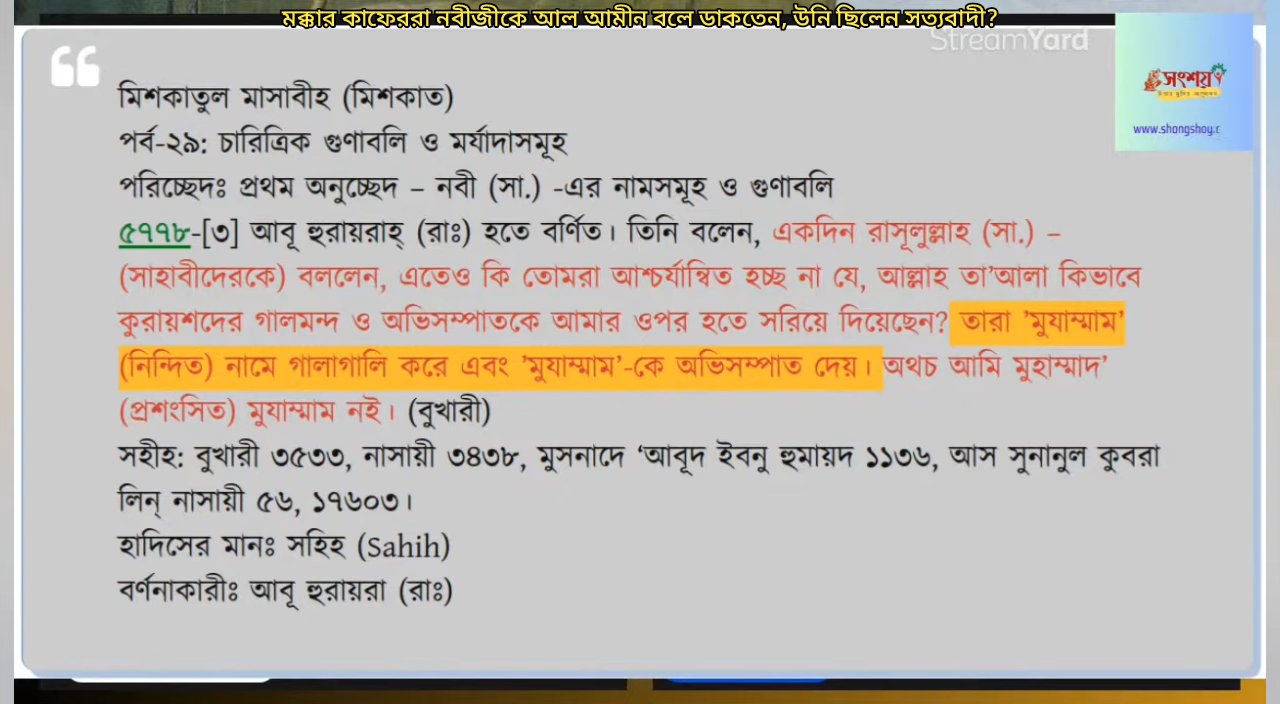 মক্কার কাফেররা নবীজীকে আল আমীন বলে ডাকতেন, উনি ছিলেন সত্যবাদী?
StreamYard
সংশয়
www.shongshoy.c
মিশকাতুল মাসাবীহ (মিশকাত)
পর্ব-২৯: চারিত্রিক গুণাবলি ও মর্যাদাসমূহ
পরিচ্ছেদঃ প্রথম অনুচ্ছেদ – নবী (সা.) -এর নামসমূহ ও গুণাবলি
৫৭৭৮-[৩] আবূ হুরায়রাহ্ (রাঃ) হতে বর্ণিত। তিনি বলেন, একদিন রাসূলুল্লাহ (সা.) –
(সাহাবীদেরকে) বললেন, এতেও কি তোমরা আশ্চর্যান্বিত হচ্ছ না যে, আল্লাহ তা'আলা কিভাবে
কুরায়শদের গালমন্দ ও অভিসম্পাতকে আমার ওপর হতে সরিয়ে দিয়েছেন? তারা 'মুযাম্মাম'
(নিন্দিত) নামে গালাগালি করে এবং 'মুযাম্মাম'-কে অভিসম্পাত দেয়। অথচ আমি মুহাম্মাদ'
(প্রশংসিত) মুযাম্মাম নই। (বুখারী)
সহীহ: বুখারী ৩৫৩৩, নাসায়ী ৩৪৩৮, মুসনাদে 'আবূদ ইবনু হুমায়দ ১১৩৬, আস সুনানুল কুবরা
লিন্ নাসায়ী ৫৬, ১৭৬০৩।
হাদিসের মানঃ সহিহ (Sahih)
বর্ণনাকারীঃ আবূ হুরায়রা (রাঃ)